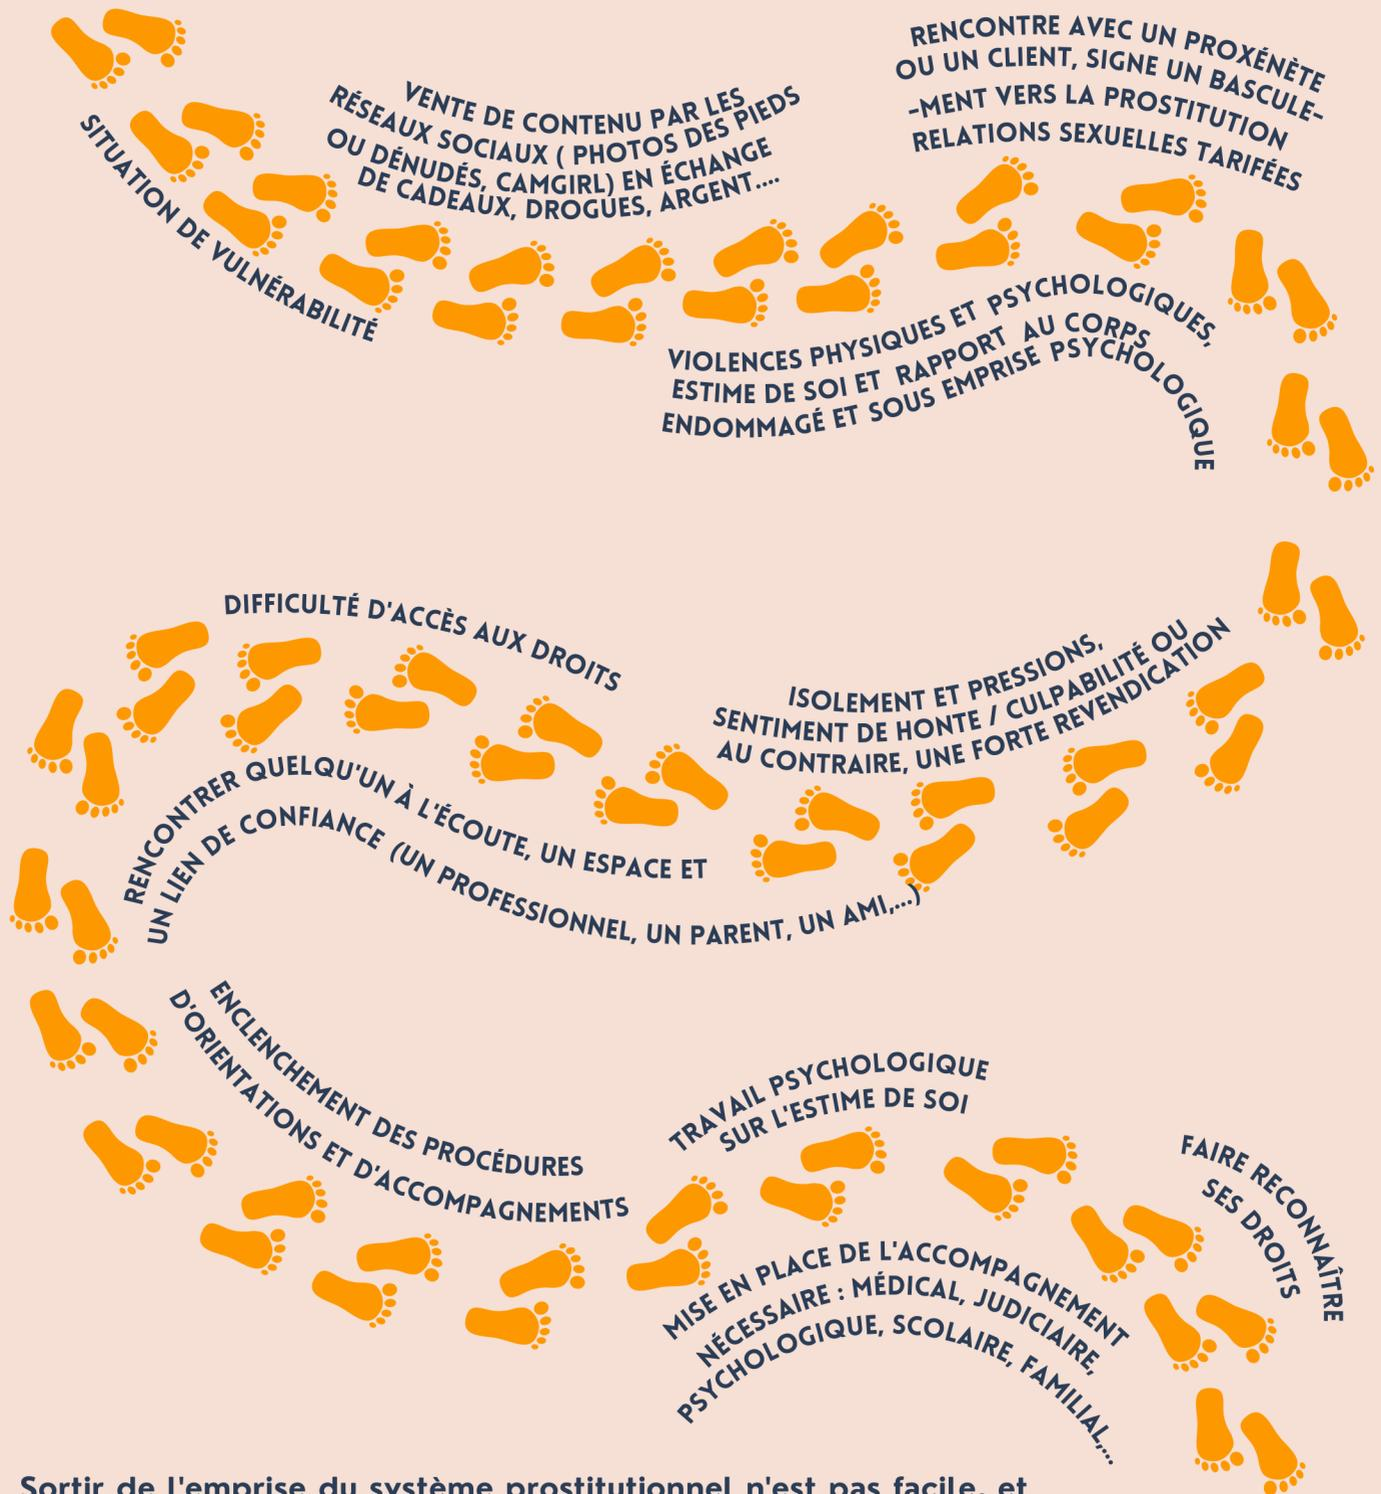 SITUATION DE VULNÉRABILITÉ
VENTE DE CONTENU PAR LES
RÉSEAUX SOCIAUX ( PHOTOS DES PIEDS
OU DÉNUDÉS, CAMGIRL) EN ÉCHANGE
DE CADEAUX, DROGUES, ARGENT....
RENCONTRE AVEC UN PROXÉNÈTE
OU UN CLIENT, SIGNE UN BASCULE-
-MENT VERS LA PROSTITUTION
RELATIONS SEXUELLES TARIFÉES
VIOLENCES PHYSIQUES ET PSYCHOLOGIQUES,
ESTIME DE SOI ET RAPPORT AU CORPS
ENDOMMAGÉ ET SOUS EMPRISE PSYCHOLOGIQUE
ISOLEMENT ET PRESSIONS,
SENTIMENT DE HONTE / CULPABILITÉ OU
AU CONTRAIRE, UNE FORTE REVENDICATION
DIFFICULTÉ D'ACCÈS AUX DROITS
RENCONTRER QUELQU'UN À L'ÉCOUTE, UN ESPACE ET
UN LIEN DE CONFIANCE (UN PROFESSIONNEL, UN PARENT, UN AMI,...)
ENCLENCHEMENT DES PROCÉDURES
D'ORIENTATIONS ET D'ACCOMPAGNEMENTS
TRAVAIL PSYCHOLOGIQUE
SUR L'ESTIME DE SOI
MISE EN PLACE DE L'ACCOMPAGNEMENT
NÉCESSAIRE : MÉDICAL, JUDICIAIRE,
PSYCHOLOGIQUE, SCOLAIRE, FAMILIAL,...
FAIRE RECONNAÎTRE
SES DROITS
Sortir de l'emprise du système prostitutionnel n'est pas facile, et